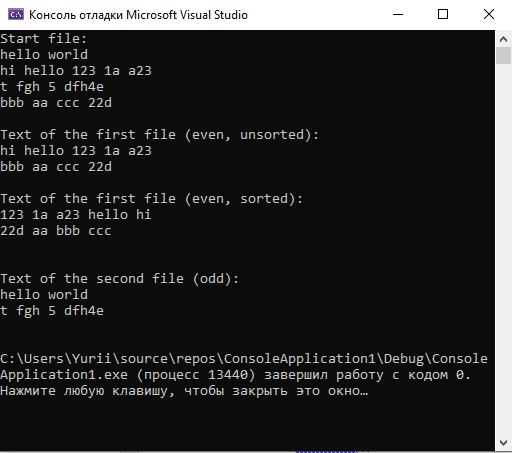 Консоль отладки Microsoft Visual Studio
Start file:
hello world
hi hello 123 1a a23
t fgh 5 dfh4e
bbb aa ccc 22d
Text of the first file (even, unsorted):
hi hello 123 1a a23
bbb aa ccc 22d
Text of the first file (even, sorted):
123 1a a23 hello hi
22d aa bbb ccc
Text of the second file (odd):
hello world
t fgh 5 dfh4e
C:\Users\Yurii\source\repos\ConsoleApplication1\Debug\Console
Application1.exe (процесс 13440) завершил работу с кодом 0.
Нажмите любую клавишу, чтобы закрыть это окно…